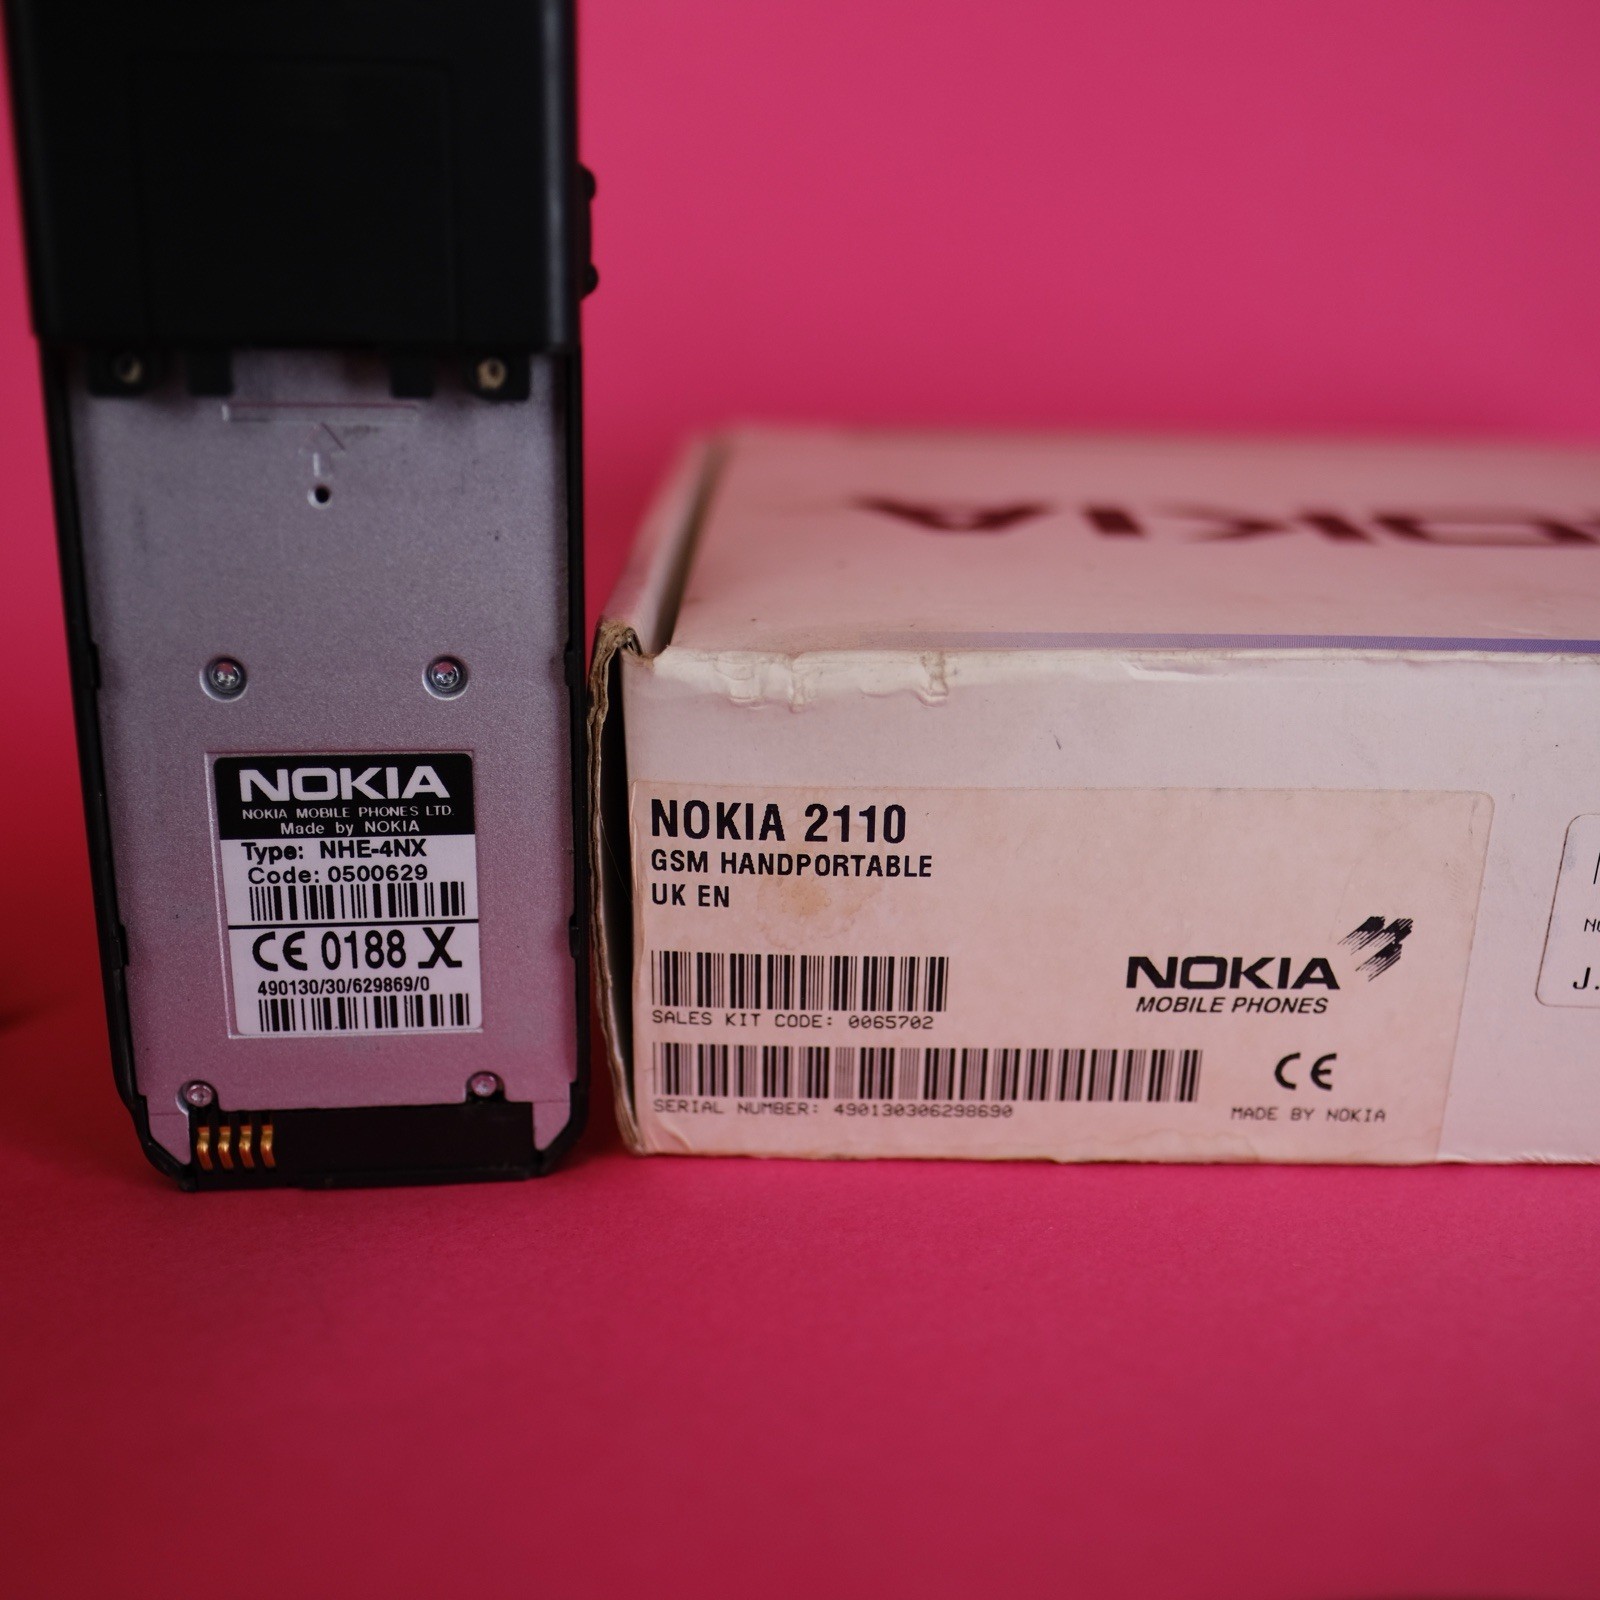 NOKIA
NOKIA MOBILE PHONES LTD.
Made by NOKIA
Type: NHE-4NX
Code: 0500629
CE 0188 X
490130/30/629869/0
NOKIA
NOKIA 2110
GSM HANDPORTABLE
UK EN
SALES KIT CODE: 0065702
SERIAL NUMBER: 490130306298690
NOKIA
MOBILE PHONES
CE
MADE BY NOKIA
J.